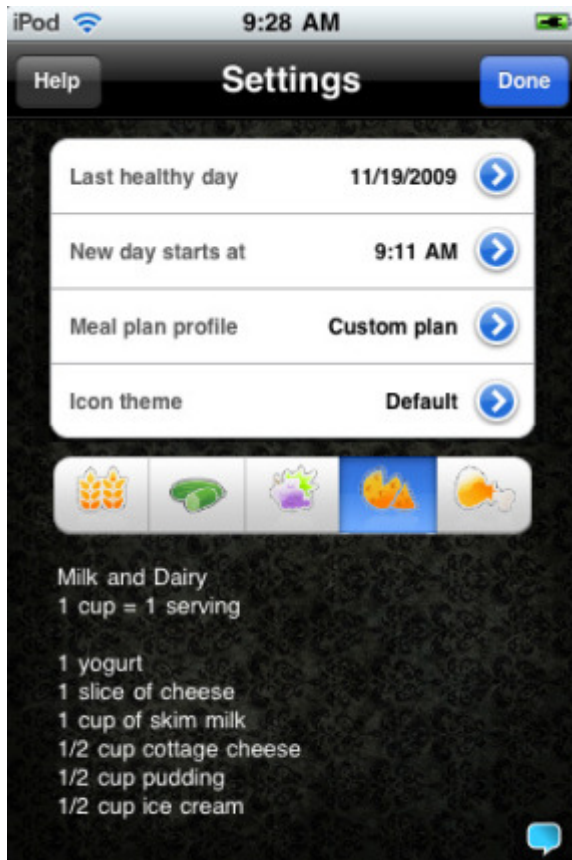 iPod 9:28 AM
Help Settings Done
Last healthy day 11/19/2009
New day starts at 9:11 AM
Meal plan profile Custom plan
Icon theme Default
Milk and Dairy
1 cup = 1 serving
1 yogurt
1 slice of cheese
1 cup of skim milk
1/2 cup cottage cheese
1/2 cup pudding
1/2 cup ice cream